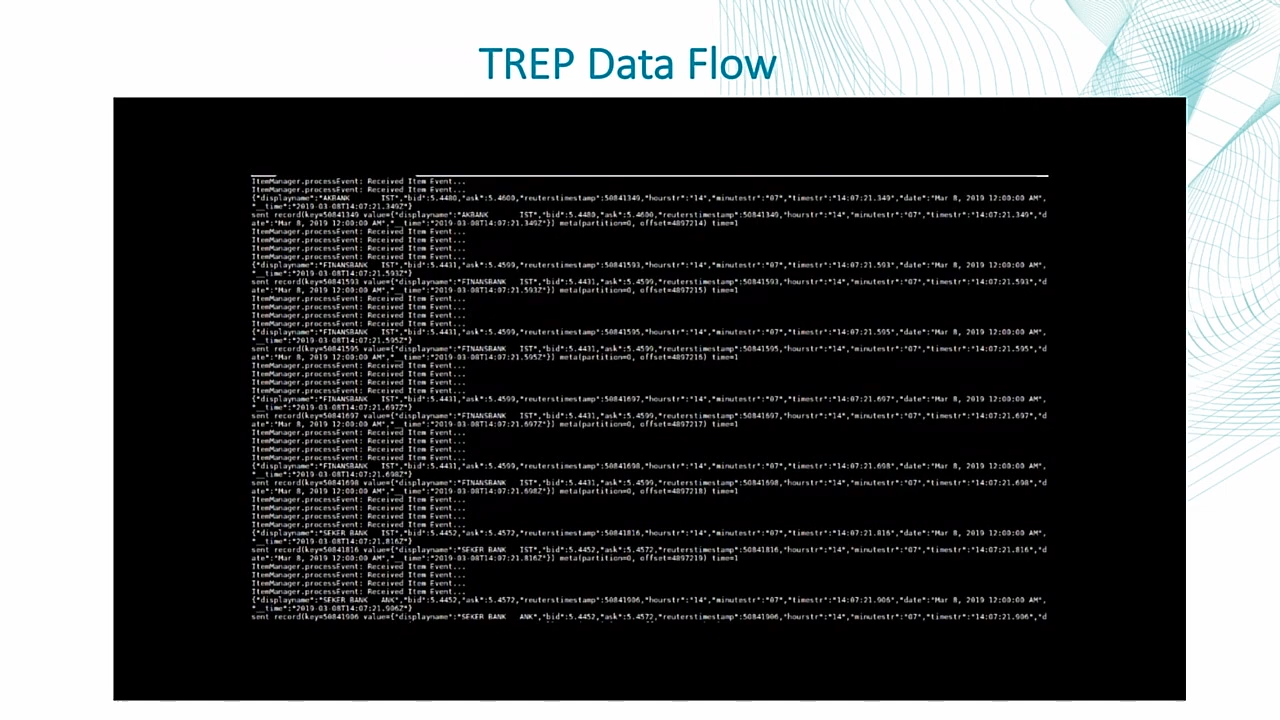 TREP Data Flow
ItemManager.processEvent: Received Item Event...
ItemManager.processEvent: Received Item Event...
{"displayname":"AKBANK      IST","bid":5.4480,"ask":5.4600,"reuterstimestamp":50841349,"hourstr":"14","minutestr":"07","timestr":"14:07:21.349","date":"Mar 8, 2019 12:00:00 AM",
"__time":"2019-03-08T14:07:21.349Z"}
sent record(key=50841349 value={"displayname":"AKBANK      IST","bid":5.4480,"ask":5.4600,"reuterstimestamp":50841349,"hourstr":"14","minutestr":"07","timestr":"14:07:21.349","d
ate":"Mar 8, 2019 12:00:00 AM","__time":"2019-03-08T14:07:21.349Z"}) meta(partition=0, offset=4897214) time=1
ItemManager.processEvent: Received Item Event...
ItemManager.processEvent: Received Item Event...
ItemManager.processEvent: Received Item Event...
ItemManager.processEvent: Received Item Event...
{"displayname":"FINANSBANK   IST","bid":5.4431,"ask":5.4599,"reuterstimestamp":50841593,"hourstr":"14","minutestr":"07","timestr":"14:07:21.593","date":"Mar 8, 2019 12:00:00 AM",
"__time":"2019-03-08T14:07:21.593Z"}
sent record(key=50841593 value={"displayname":"FINANSBANK   IST","bid":5.4431,"ask":5.4599,"reuterstimestamp":50841593,"hourstr":"14","minutestr":"07","timestr":"14:07:21.593","d
ate":"Mar 8, 2019 12:00:00 AM","__time":"2019-03-08T14:07:21.593Z"}) meta(partition=0, offset=4897215) time=1
ItemManager.processEvent: Received Item Event...
ItemManager.processEvent: Received Item Event...
ItemManager.processEvent: Received Item Event...
ItemManager.processEvent: Received Item Event...
{"displayname":"FINANSBANK   IST","bid":5.4431,"ask":5.4599,"reuterstimestamp":50841595,"hourstr":"14","minutestr":"07","timestr":"14:07:21.595","date":"Mar 8, 2019 12:00:00 AM",
"__time":"2019-03-08T14:07:21.595Z"}
sent record(key=50841595 value={"displayname":"FINANSBANK   IST","bid":5.4431,"ask":5.4599,"reuterstimestamp":50841595,"hourstr":"14","minutestr":"07","timestr":"14:07:21.595","d
ate":"Mar 8, 2019 12:00:00 AM","__time":"2019-03-08T14:07:21.595Z"}) meta(partition=0, offset=4897216) time=1
ItemManager.processEvent: Received Item Event...
ItemManager.processEvent: Received Item Event...
ItemManager.processEvent: Received Item Event...
ItemManager.processEvent: Received Item Event...
{"displayname":"FINANSBANK   IST","bid":5.4431,"ask":5.4599,"reuterstimestamp":50841697,"hourstr":"14","minutestr":"07","timestr":"14:07:21.697","date":"Mar 8, 2019 12:00:00 AM",
"__time":"2019-03-08T14:07:21.697Z"}
sent record(key=50841697 value={"displayname":"FINANSBANK   IST","bid":5.4431,"ask":5.4599,"reuterstimestamp":50841697,"hourstr":"14","minutestr":"07","timestr":"14:07:21.697","d
ate":"Mar 8, 2019 12:00:00 AM","__time":"2019-03-08T14:07:21.697Z"}) meta(partition=0, offset=4897217) time=1
ItemManager.processEvent: Received Item Event...
ItemManager.processEvent: Received Item Event...
ItemManager.processEvent: Received Item Event...
ItemManager.processEvent: Received Item Event...
{"displayname":"FINANSBANK   IST","bid":5.4431,"ask":5.4599,"reuterstimestamp":50841698,"hourstr":"14","minutestr":"07","timestr":"14:07:21.698","date":"Mar 8, 2019 12:00:00 AM",
"__time":"2019-03-08T14:07:21.698Z"}
sent record(key=50841698 value={"displayname":"FINANSBANK   IST","bid":5.4431,"ask":5.4599,"reuterstimestamp":50841698,"hourstr":"14","minutestr":"07","timestr":"14:07:21.698","d
ate":"Mar 8, 2019 12:00:00 AM","__time":"2019-03-08T14:07:21.698Z"}) meta(partition=0, offset=4897218) time=1
ItemManager.processEvent: Received Item Event...
ItemManager.processEvent: Received Item Event...
ItemManager.processEvent: Received Item Event...
ItemManager.processEvent: Received Item Event...
{"displayname":"SEKER BANK   IST","bid":5.4452,"ask":5.4572,"reuterstimestamp":50841816,"hourstr":"14","minutestr":"07","timestr":"14:07:21.816","date":"Mar 8, 2019 12:00:00 AM",
"__time":"2019-03-08T14:07:21.816Z"}
sent record(key=50841816 value={"displayname":"SEKER BANK   IST","bid":5.4452,"ask":5.4572,"reuterstimestamp":50841816,"hourstr":"14","minutestr":"07","timestr":"14:07:21.816","d
ate":"Mar 8, 2019 12:00:00 AM","__time":"2019-03-08T14:07:21.816Z"}) meta(partition=0, offset=4897219) time=1
ItemManager.processEvent: Received Item Event...
ItemManager.processEvent: Received Item Event...
ItemManager.processEvent: Received Item Event...
ItemManager.processEvent: Received Item Event...
{"displayname":"SEKER BANK   ANK","bid":5.4452,"ask":5.4572,"reuterstimestamp":50841906,"hourstr":"14","minutestr":"07","timestr":"14:07:21.906","date":"Mar 8, 2019 12:00:00 AM",
"__time":"2019-03-08T14:07:21.906Z"}
sent record(key=50841906 value={"displayname":"SEKER BANK   ANK","bid":5.4452,"ask":5.4572,"reuterstimestamp":50841906,"hourstr":"14","minutestr":"07","timestr":"14:07:21.906","d